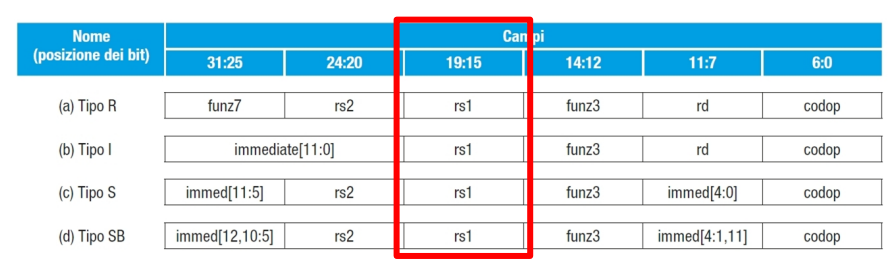 Nome Campi
(posizione dei bit) 31:25 24:20 19:15 14:12 11:7 6:0
(a) Tipo R funz7 rs2 rs1 funz3 rd codop
(b) Tipo I immediate[11:0] rs1 funz3 rd codop
(c) Tipo S immed[11:5] rs2 rs1 funz3 immed[4:0] codop
(d) Tipo SB immed[12,10:5] rs2 rs1 funz3 immed[4:1,11] codop